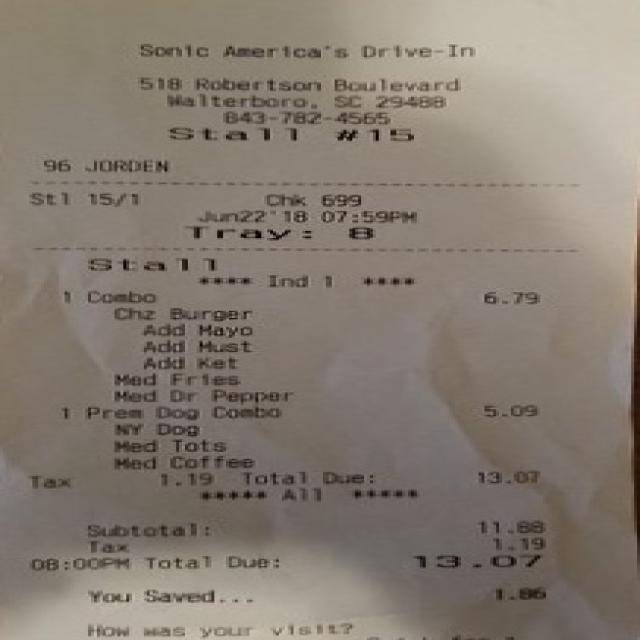 Sonic America's Drive-In
518 Robertson Boulevard
Walterboro, SC 29488
843-782-4565
Stall #15
96 JORDEN
Stl 15/1 Chk 699
Jun22'18 07:59PM
Tray: 8
Stall
**** Ind 1 ****
1 Combo 6.79
Chz Burger
Add Mayo
Add Must
Add Ket
Med Fries
Med Dr Pepper
1 Prem Dog Combo 5.09
NY Dog
Med Tots
Med Coffee
Tax 1.19 Total Due: 13.07
***** All *****
Subtotal: 11.88
Tax 1.19
08:00PM Total Due: 13.07
You Saved... 1.86
How was your visit?